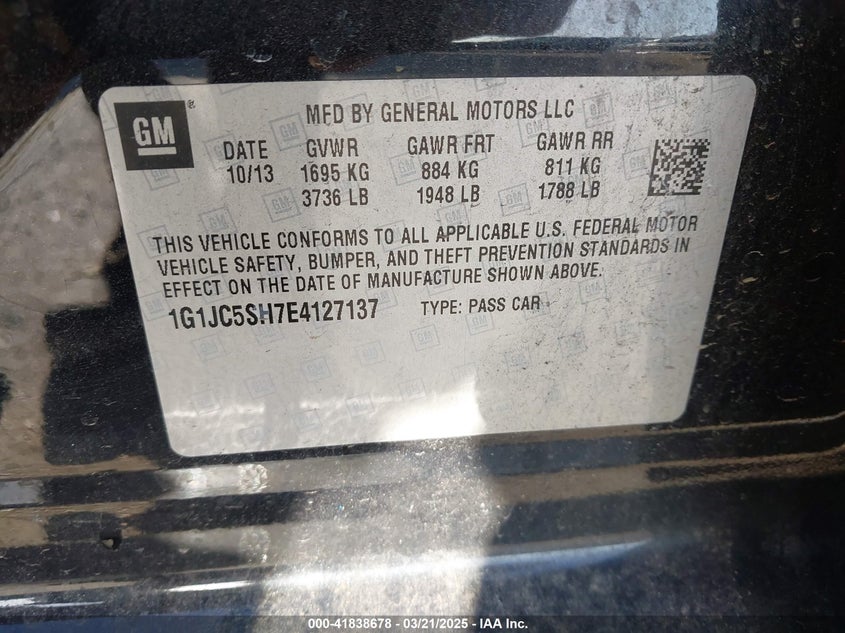 GM
®
MFD BY GENERAL MOTORS LLC
DATE GVWR GAWR FRT GAWR RR
10/13 1695 KG 884 KG 811 KG
3736 LB 1948 LB 1788 LB
THIS VEHICLE CONFORMS TO ALL APPLICABLE U.S. FEDERAL MOTOR
VEHICLE SAFETY, BUMPER, AND THEFT PREVENTION STANDARDS IN
EFFECT ON THE DATE OF MANUFACTURE SHOWN ABOVE.
1G1JC5SH7E4127137 TYPE: PASS CAR
000-41838678 - 03/21/2025 - IAA Inc.